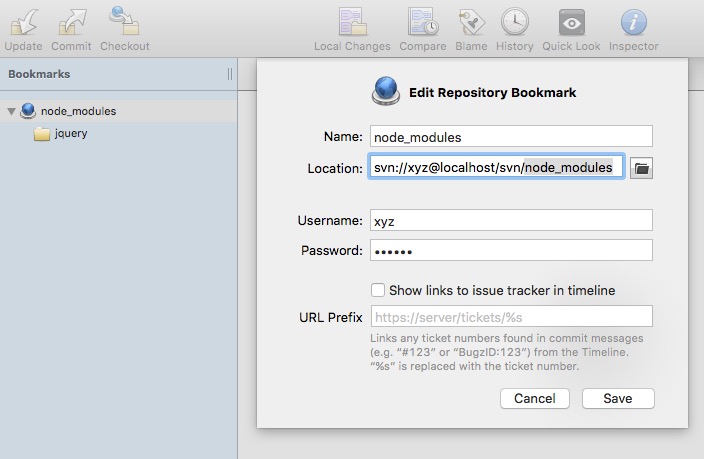 Update Commit Checkout Local Changes Compare Blame History Quick Look Inspector
Bookmarks
node_modules
jquery
Edit Repository Bookmark
Name: node_modules
Location: svn://xyz@localhost/svn/node_modules
Username: xyz
Password: ••••••
Show links to issue tracker in timeline
URL Prefix https://server/tickets/%s
Links any ticket numbers found in commit messages
(e.g. “#123” or “BugzID:123”) from the Timeline.
“%s” is replaced with the ticket number.
Cancel Save